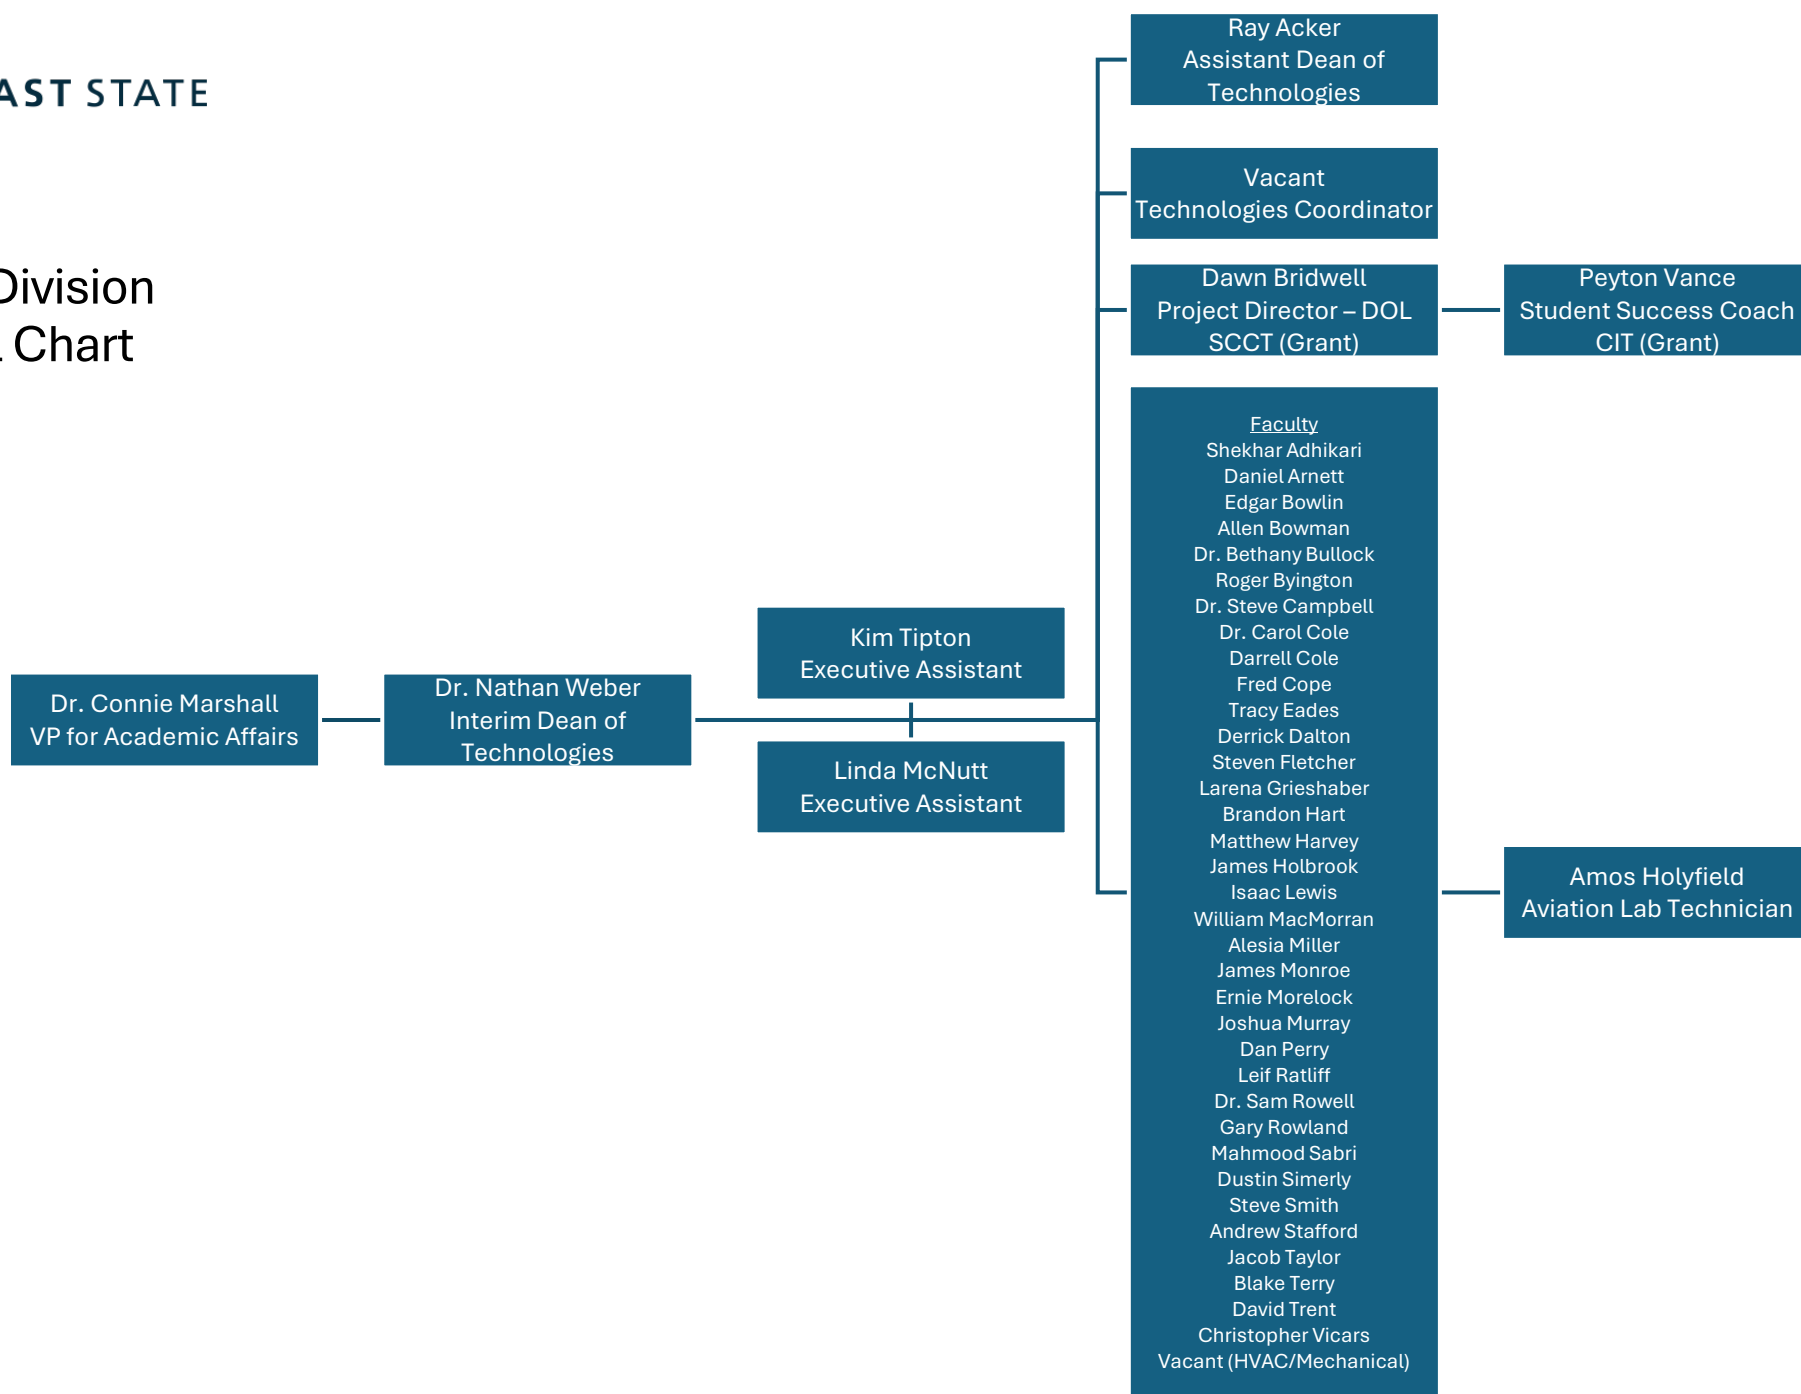 AST STATE
Division
Chart
Ray Acker
Assistant Dean of
Technologies
Vacant
Technologies Coordinator
Dawn Bridwell
Project Director – DOL
SCCT (Grant)
Peyton Vance
Student Success Coach
CIT (Grant)
Faculty
Shekhar Adhikari
Daniel Arnett
Edgar Bowlin
Allen Bowman
Dr. Bethany Bullock
Roger Byington
Dr. Steve Campbell
Dr. Carol Cole
Darrell Cole
Fred Cope
Tracy Eades
Derrick Dalton
Steven Fletcher
Larena Grieshaber
Brandon Hart
Matthew Harvey
James Holbrook
Isaac Lewis
William MacMorran
Alesia Miller
James Monroe
Ernie Morelock
Joshua Murray
Dan Perry
Leif Ratliff
Dr. Sam Rowell
Gary Rowland
Mahmood Sabri
Dustin Simerly
Steve Smith
Andrew Stafford
Jacob Taylor
Blake Terry
David Trent
Christopher Vicars
Vacant (HVAC/Mechanical)
Kim Tipton
Executive Assistant
Dr. Connie Marshall
VP for Academic Affairs
Dr. Nathan Weber
Interim Dean of
Technologies
Linda McNutt
Executive Assistant
Amos Holyfield
Aviation Lab Technician